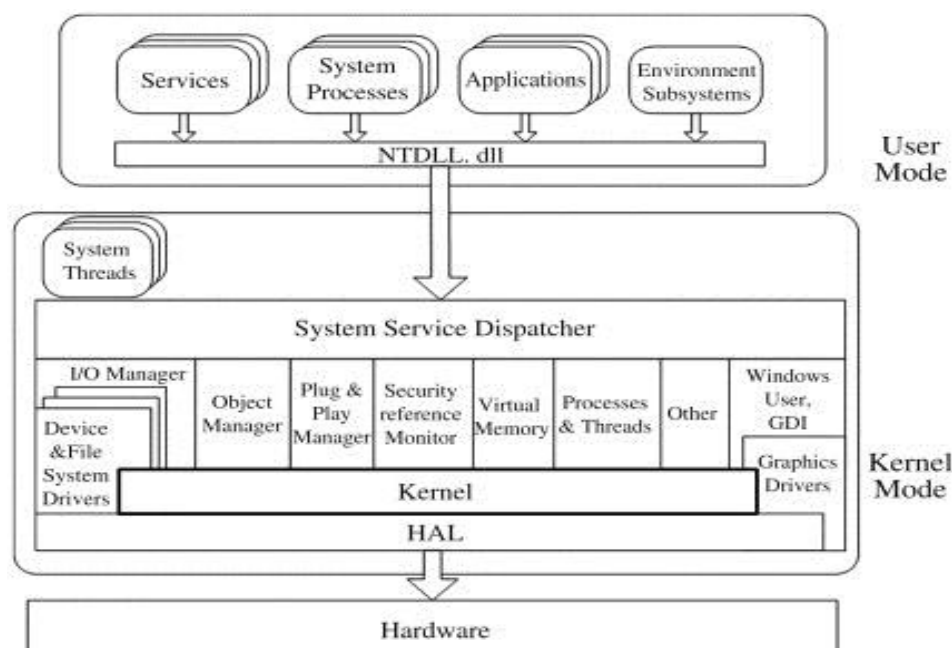 Services
System
Processes
Applications
Environment
Subsystems
NTDLL. dll
User
Mode
System
Threads
System Service Dispatcher
I/O Manager
Device
&File
System
Drivers
Object
Manager
Plug &
Play
Manager
Security
reference
Monitor
Virtual
Memory
Processes
& Threads
Other
Windows
User,
GDI
Graphics
Drivers
Kernel
Kernel
Mode
HAL
Hardware